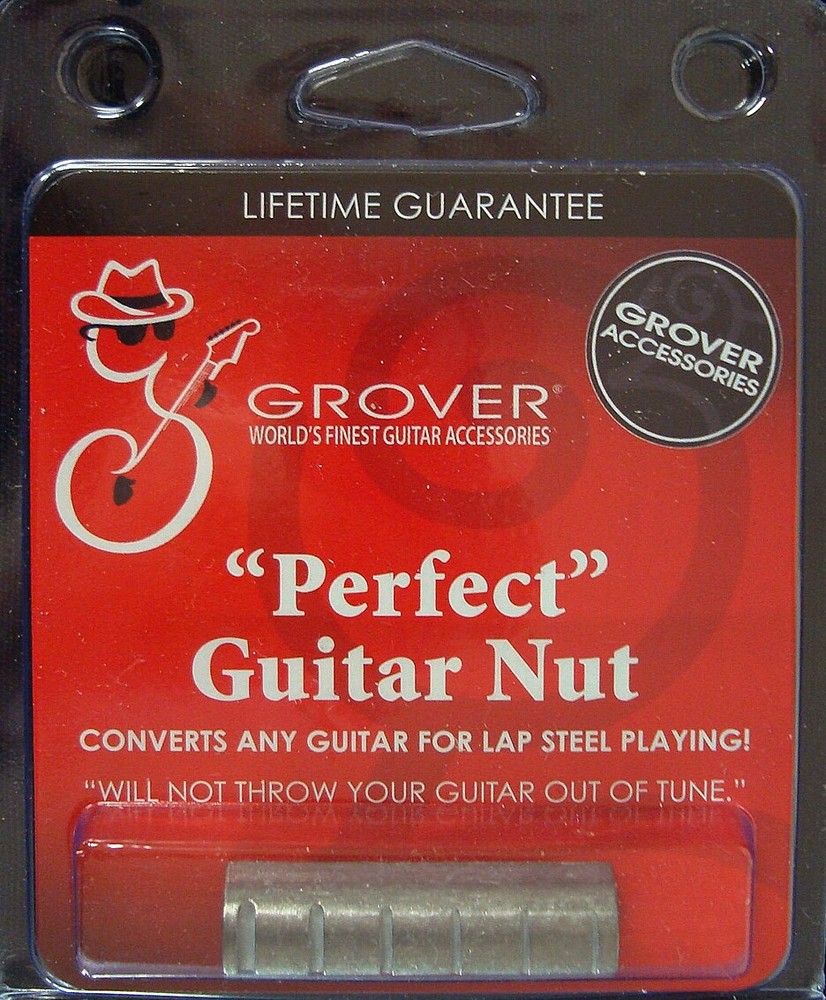 LIFETIME GUARANTEE
GROVER
ACCESSORIES
GROVER®
WORLD'S FINEST GUITAR ACCESSORIES
“Perfect”
Guitar Nut
CONVERTS ANY GUITAR FOR LAP STEEL PLAYING!
“WILL NOT THROW YOUR GUITAR OUT OF TUNE.”